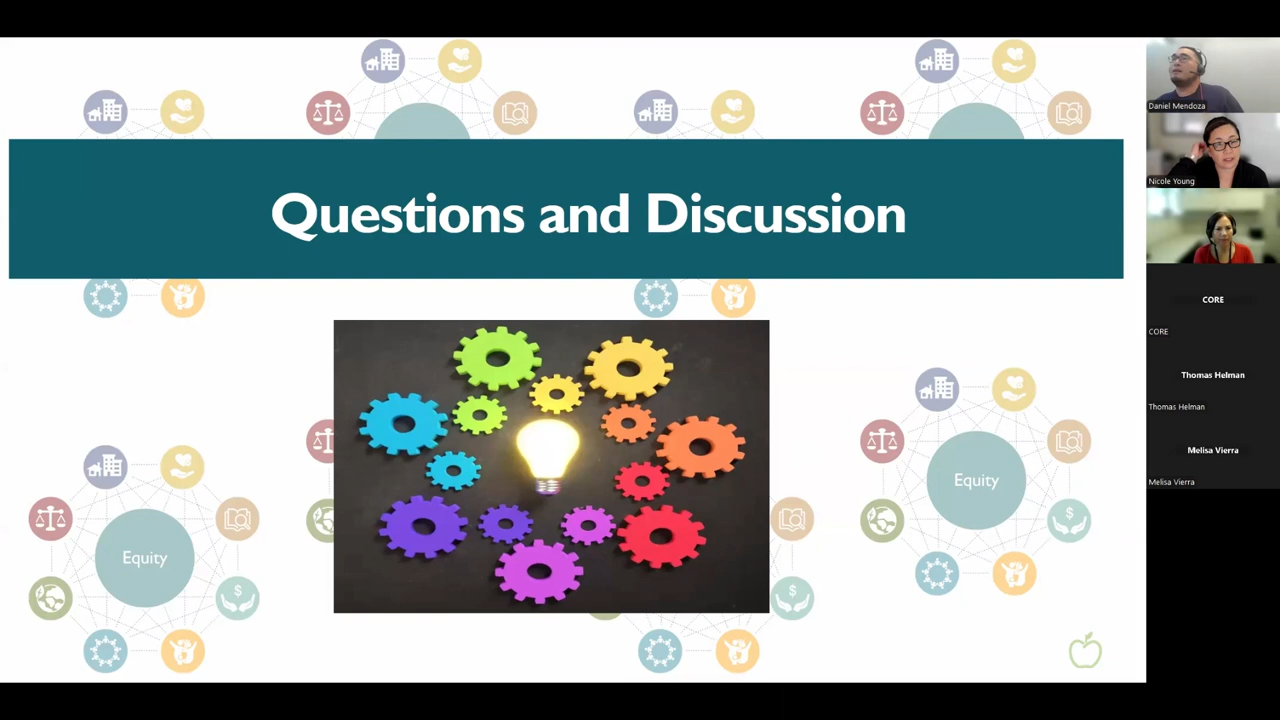 Questions and Discussion
Equity
Equity
$
$
$
Daniel Mendoza
Nicole Young
CORE
CORE
Thomas Helman
Thomas Helman
Melisa Vierra
Melisa Vierra